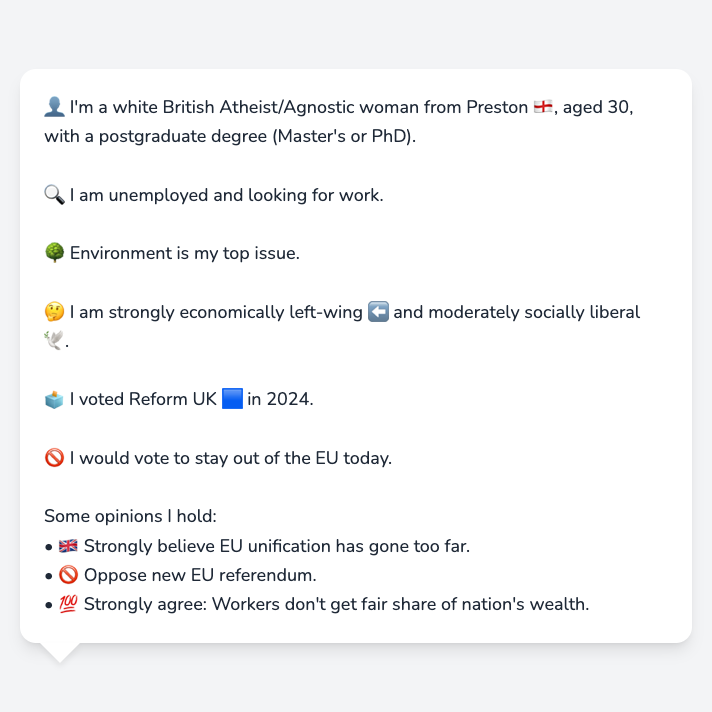 👤 I'm a white British Atheist/Agnostic woman from Preston 🏴󠁧󠁢󠁥󠁮󠁧󠁿, aged 30,
with a postgraduate degree (Master's or PhD).
🔍 I am unemployed and looking for work.
🌳 Environment is my top issue.
🤔 I am strongly economically left-wing ⬅️ and moderately socially liberal
🕊️.
🗳️ I voted Reform UK 🟦 in 2024.
🚫 I would vote to stay out of the EU today.
Some opinions I hold:
• 🇬🇧 Strongly believe EU unification has gone too far.
• 🚫 Oppose new EU referendum.
• 💯 Strongly agree: Workers don't get fair share of nation's wealth.